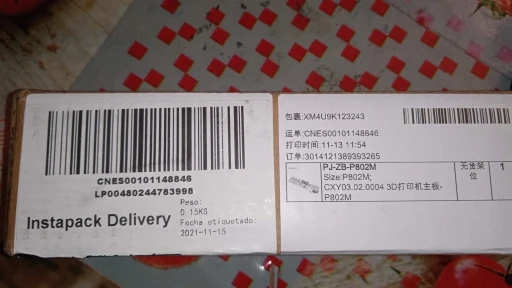 CNES00101148846
LP00480244783998
Instapack Delivery
Peso:
0.13KG
Fecha etiquetado:
2021-11-15
包裹:XM4U9K123243
运单:CNES00101148846
打印时间:11-13 11:54
订单:3014121389393265
PJ-ZB-P802M
Size:P802M;
CXY03.02.0004 3D打印机主板-
P802M
无货架
位
1